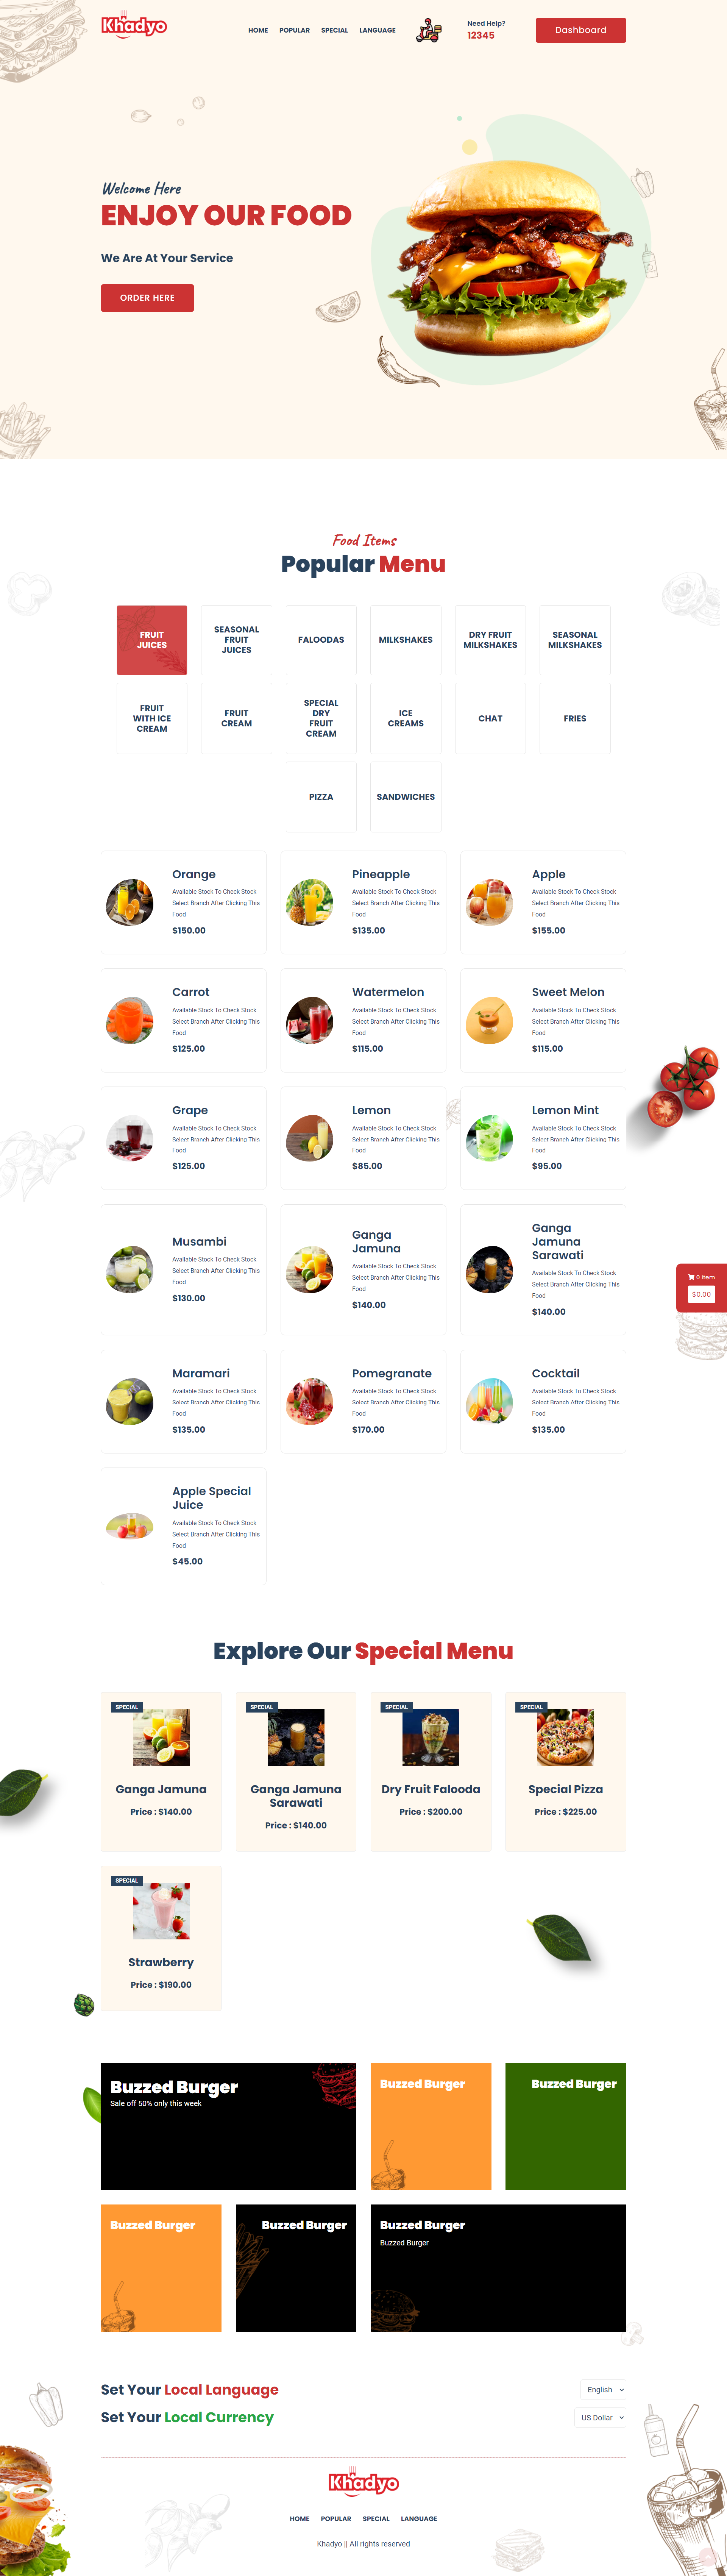 Khadyo
HOME POPULAR SPECIAL LANGUAGE
Need Help?
12345
Dashboard
Welcome Here
ENJOY OUR FOOD
We Are At Your Service
ORDER HERE
Food Items
Popular Menu
FRUIT
JUICES
SEASONAL
FRUIT
JUICES
FALOODAS
MILKSHAKES
DRY FRUIT
MILKSHAKES
SEASONAL
MILKSHAKES
FRUIT
WITH ICE
CREAM
FRUIT
CREAM
SPECIAL
DRY
FRUIT
CREAM
ICE
CREAMS
CHAT
FRIES
PIZZA
SANDWICHES
Orange
Available Stock To Check Stock
Select Branch After Clicking This
Food
$150.00
Pineapple
Available Stock To Check Stock
Select Branch After Clicking This
Food
$135.00
Apple
Available Stock To Check Stock
Select Branch After Clicking This
Food
$155.00
Carrot
Available Stock To Check Stock
Select Branch After Clicking This
Food
$125.00
Watermelon
Available Stock To Check Stock
Select Branch After Clicking This
Food
$115.00
Sweet Melon
Available Stock To Check Stock
Select Branch After Clicking This
Food
$115.00
Grape
Available Stock To Check Stock
Select Branch After Clicking This
Food
$125.00
Lemon
Available Stock To Check Stock
Select Branch After Clicking This
Food
$85.00
Lemon Mint
Available Stock To Check Stock
Select Branch After Clicking This
Food
$95.00
Musambi
Available Stock To Check Stock
Select Branch After Clicking This
Food
$130.00
Ganga
Jamuna
Available Stock To Check Stock
Select Branch After Clicking This
Food
$140.00
Ganga
Jamuna
Sarawati
Available Stock To Check Stock
Select Branch After Clicking This
Food
$140.00
0 Item
$0.00
Maramari
Available Stock To Check Stock
Select Branch After Clicking This
Food
$135.00
Pomegranate
Available Stock To Check Stock
Select Branch After Clicking This
Food
$170.00
Cocktail
Available Stock To Check Stock
Select Branch After Clicking This
Food
$135.00
Apple Special
Juice
Available Stock To Check Stock
Select Branch After Clicking This
Food
$45.00
Explore Our Special Menu
SPECIAL
Ganga Jamuna
Price : $140.00
SPECIAL
Ganga Jamuna
Sarawati
Price : $140.00
SPECIAL
Dry Fruit Falooda
Price : $200.00
SPECIAL
Special Pizza
Price : $225.00
SPECIAL
Strawberry
Price : $190.00
Buzzed Burger
Sale off 50% only this week
Buzzed Burger
Buzzed Burger
Buzzed Burger
Buzzed Burger
Buzzed Burger
Buzzed Burger
Set Your Local Language
English
Set Your Local Currency
US Dollar
Khadyo
HOME POPULAR SPECIAL LANGUAGE
Khadyo || All rights reserved